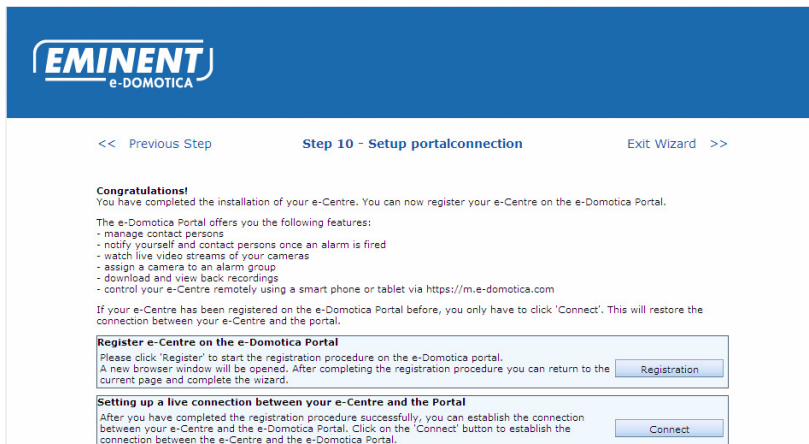 EMINENT
e-DOMOTICA
<< Previous Step Step 10 - Setup portalconnection Exit Wizard >>
Congratulations!
You have completed the installation of your e-Centre. You can now register your e-Centre on the e-Domotica Portal.
The e-Domotica Portal offers you the following features:
- manage contact persons
- notify yourself and contact persons once an alarm is fired
- watch live video streams of your cameras
- assign a camera to an alarm group
- download and view back recordings
- control your e-Centre remotely using a smart phone or tablet via https://m.e-domotica.com
If your e-Centre has been registered on the e-Domotica Portal before, you only have to click 'Connect'. This will restore the
connection between your e-Centre and the portal.
Register e-Centre on the e-Domotica Portal
Please click 'Register' to start the registration procedure on the e-Domotica portal.
A new browser window will be opened. After completing the registration procedure you can return to the
current page and complete the wizard.
Registration
Setting up a live connection between your e-Centre and the Portal
After you have completed the registration procedure successfully, you can establish the connection
between your e-Centre and the e-Domotica Portal. Click on the 'Connect' button to establish the
connection between the e-Centre and the e-Domotica Portal.
Connect